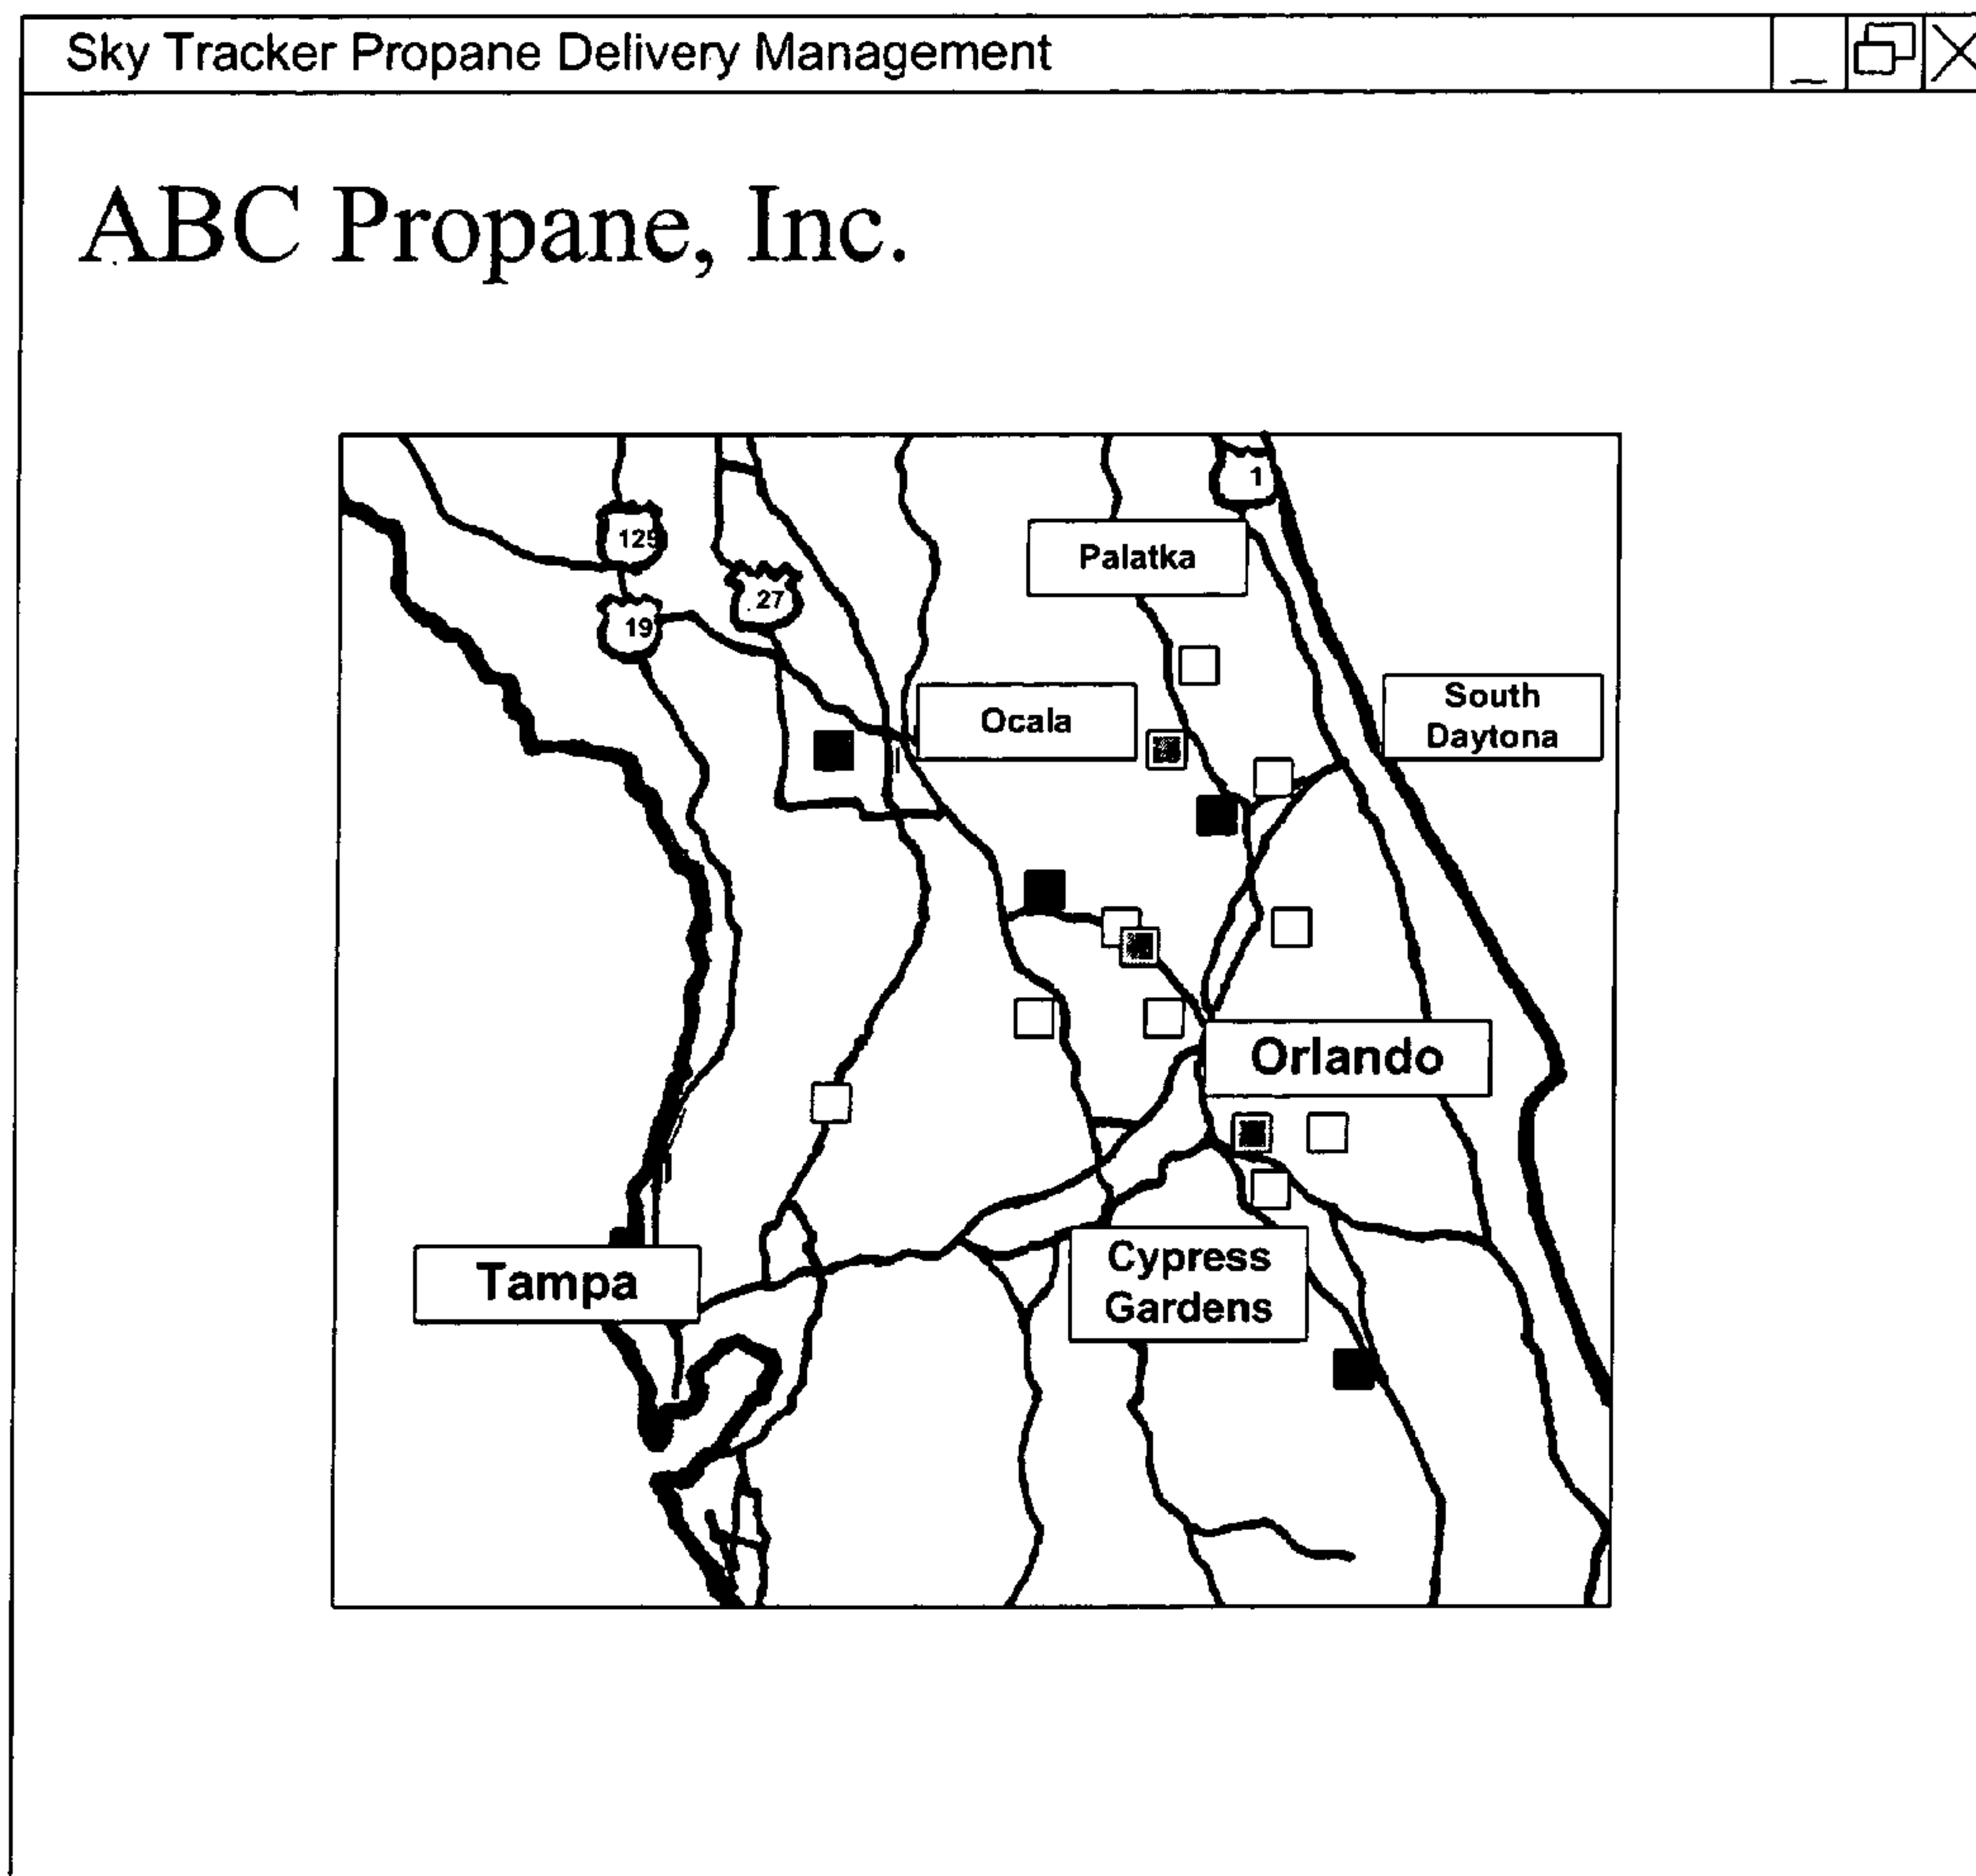 Sky Tracker Propane Delivery Management
ABC Propane, Inc.
1
125
Palatka
27
19
South
Daytona
Ocala
Orlando
Cypress
Gardens
Tampa